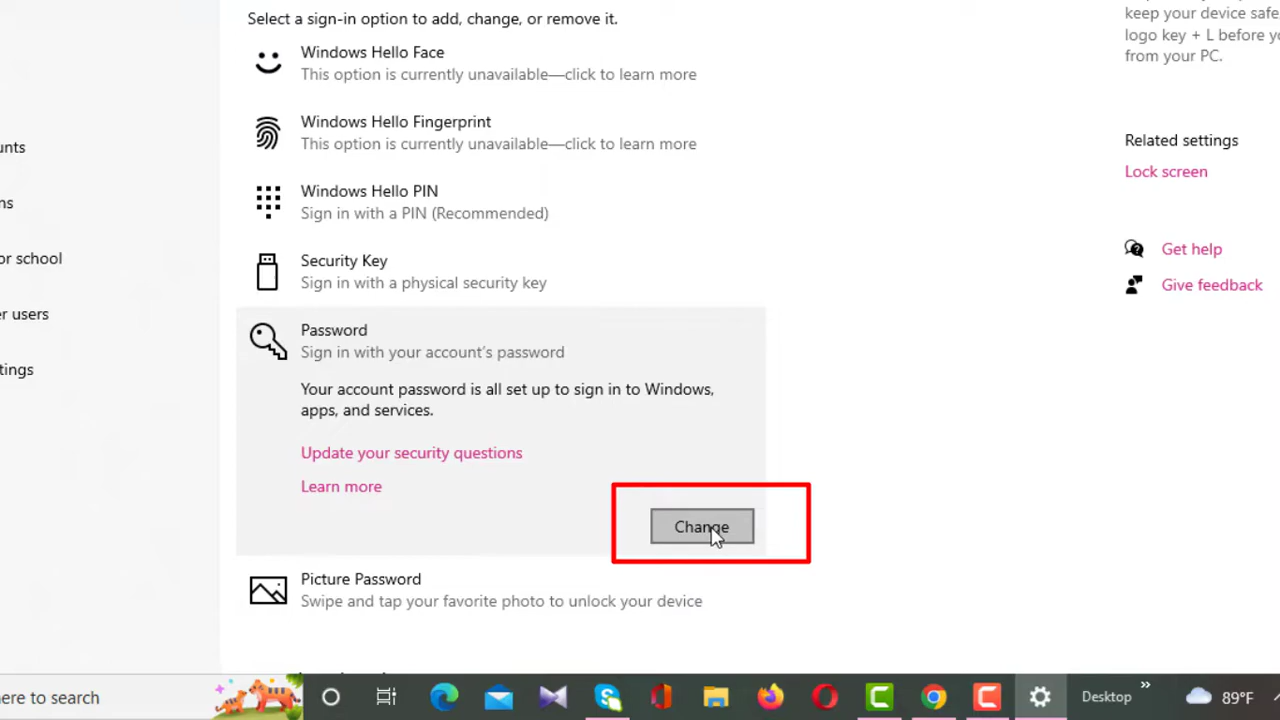 Select a sign-in option to add, change, or remove it.
Windows Hello Face
This option is currently unavailable—click to learn more
Windows Hello Fingerprint
This option is currently unavailable—click to learn more
Windows Hello PIN
Sign in with a PIN (Recommended)
Security Key
Sign in with a physical security key
Password
Sign in with your account's password
Your account password is all set up to sign in to Windows,
apps, and services.
Update your security questions
Learn more
Change
Picture Password
Swipe and tap your favorite photo to unlock your device
unts
ns
or school
er users
tings
keep your device safe.
logo key + L before yo
from your PC.
Related settings
Lock screen
Get help
Give feedback
ere to search
Desktop
89°F